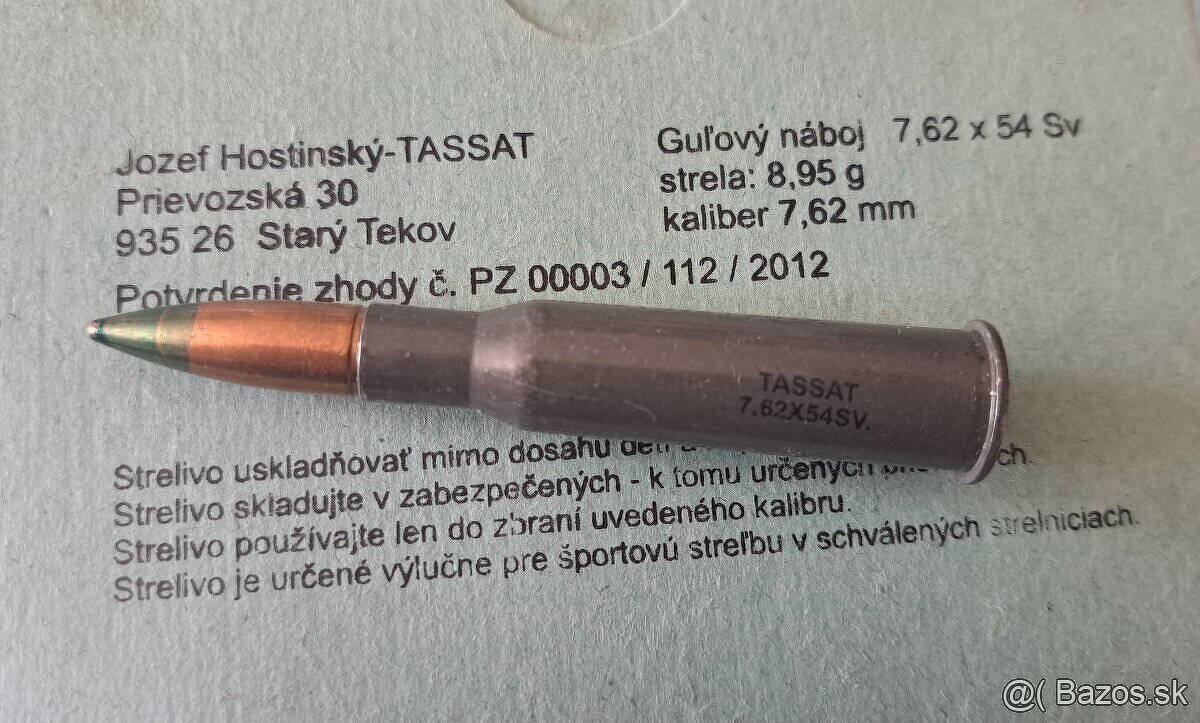 Jozef Hostinský-TASSAT
Prievozská 30
935 26 Starý Tekov
Guľový náboj 7,62 x 54 Sv
strela: 8,95 g
kaliber 7,62 mm
Potvrdenie zhody č. PZ 00003 / 112 / 2012
TASSAT
7.62X54SV.
Strelivo uskladňovať mimo dosahu
Strelivo skladujte v zabezpečených - k tomu určených
Strelivo používajte len do zbraní uvedeného kalibru.
Strelivo je určené výlučne pre športovú streľbu v schválených strelniciach.
@( Bazos.sk